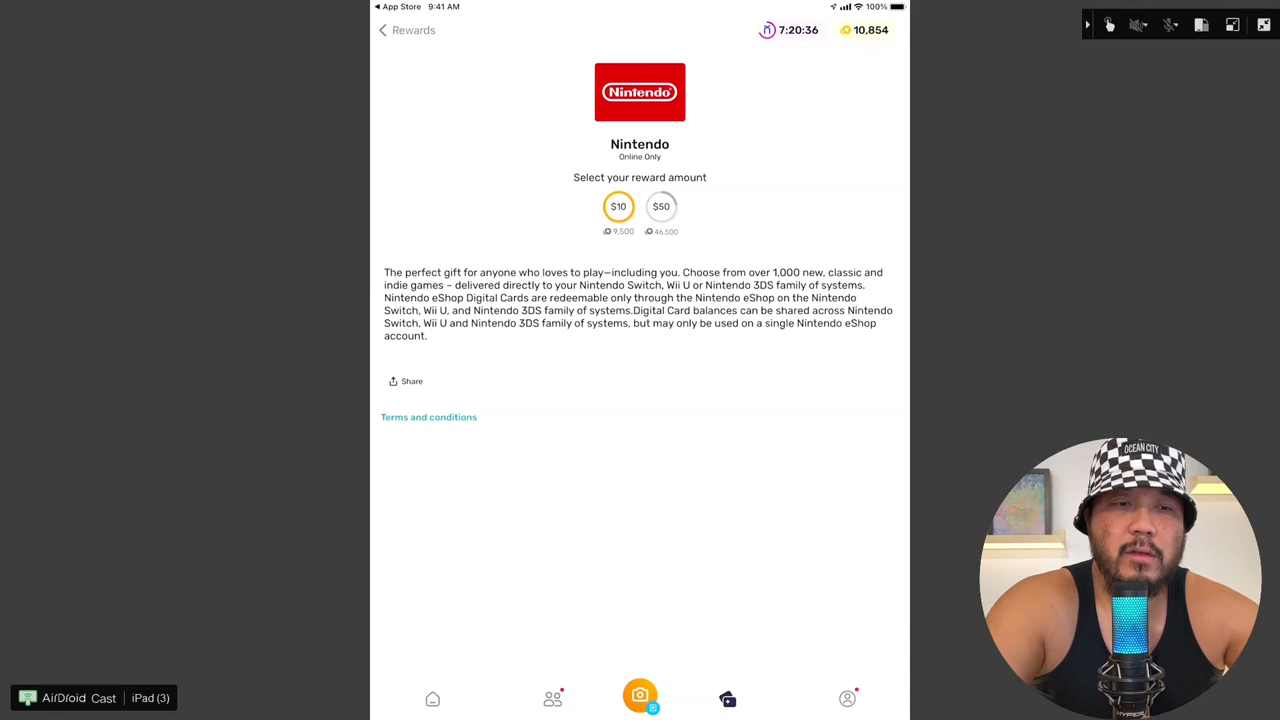 App Store 9:41 AM 100%
Rewards 7:20:36 10,854
Nintendo
Nintendo
Online Only
Select your reward amount
$10 $50
9,500 46,500
The perfect gift for anyone who loves to play—including you. Choose from over 1,000 new, classic and
indie games – delivered directly to your Nintendo Switch, Wii U or Nintendo 3DS family of systems.
Nintendo eShop Digital Cards are redeemable only through the Nintendo eShop on the Nintendo
Switch, Wii U, and Nintendo 3DS family of systems.Digital Card balances can be shared across Nintendo
Switch, Wii U and Nintendo 3DS family of systems, but may only be used on a single Nintendo eShop
account.
Share
Terms and conditions
OCEAN CITY
AirDroid Cast iPad (3)
HYPERX